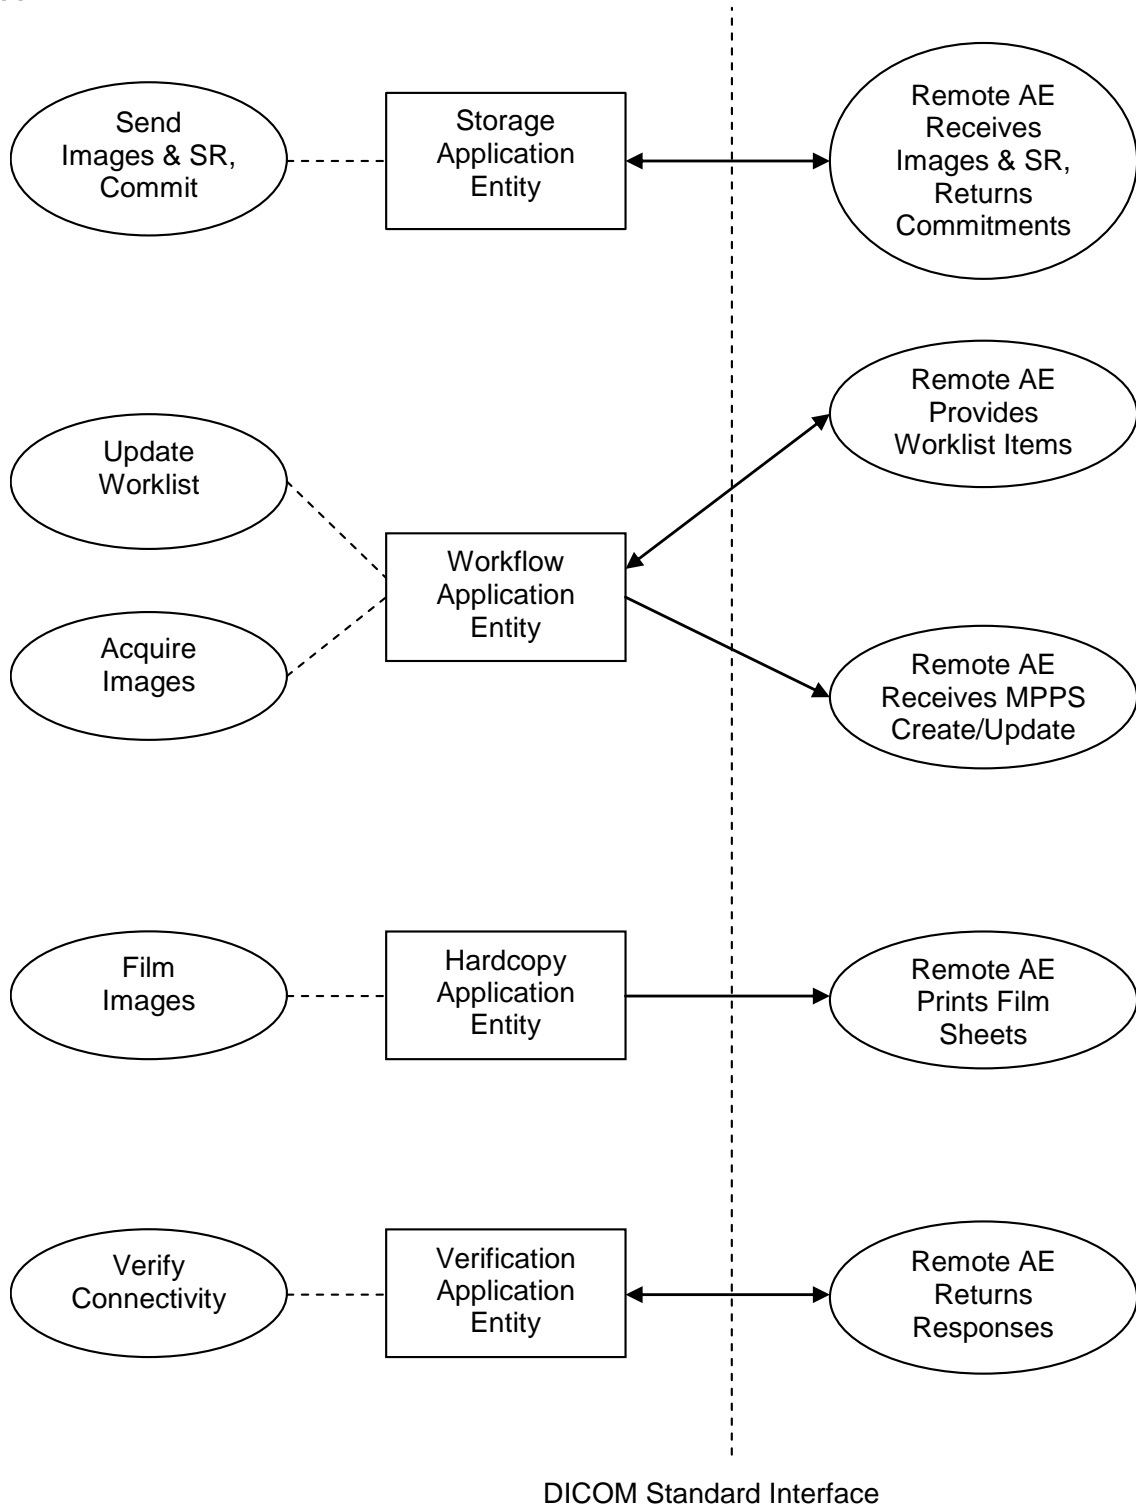 Send
Images & SR,
Commit
Storage
Application
Entity
Remote AE
Receives
Images & SR,
Returns
Commitments
Update
Worklist
Acquire
Images
Workflow
Application
Entity
Remote AE
Provides
Worklist Items
Remote AE
Receives MPPS
Create/Update
Film
Images
Hardcopy
Application
Entity
Remote AE
Prints Film
Sheets
Verify
Connectivity
Verification
Application
Entity
Remote AE
Returns
Responses
DICOM Standard Interface